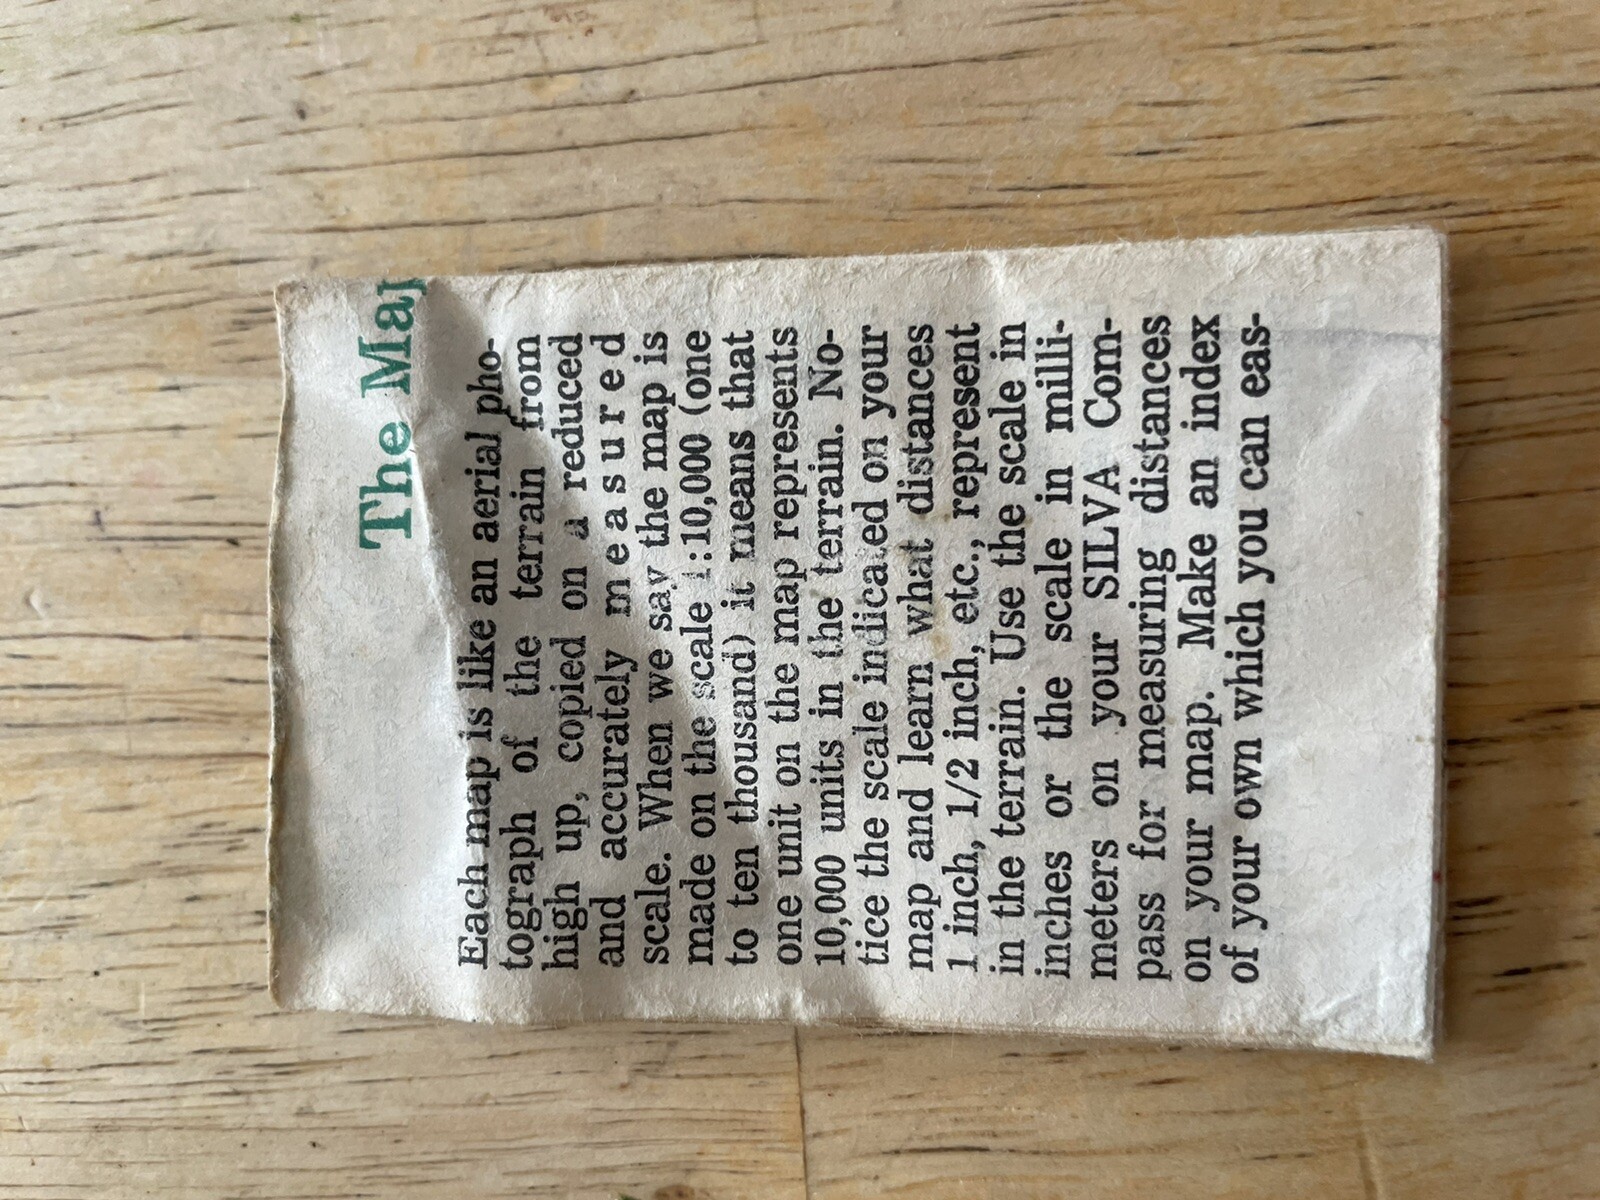 The Map
Each map is like an aerial pho-
tograph of the terrain from
high up, copied on a reduced
and accurately measured
scale. When we say the map is
made on the scale 1:10,000 (one
to ten thousand) it means that
one unit on the map represents
10,000 units in the terrain. No-
tice the scale indicated on your
map and learn what distances
1 inch, 1/2 inch, etc., represent
in the terrain. Use the scale in
inches or the scale in milli-
meters on your SILVA Com-
pass for measuring distances
on your map. Make an index
of your own which you can eas-